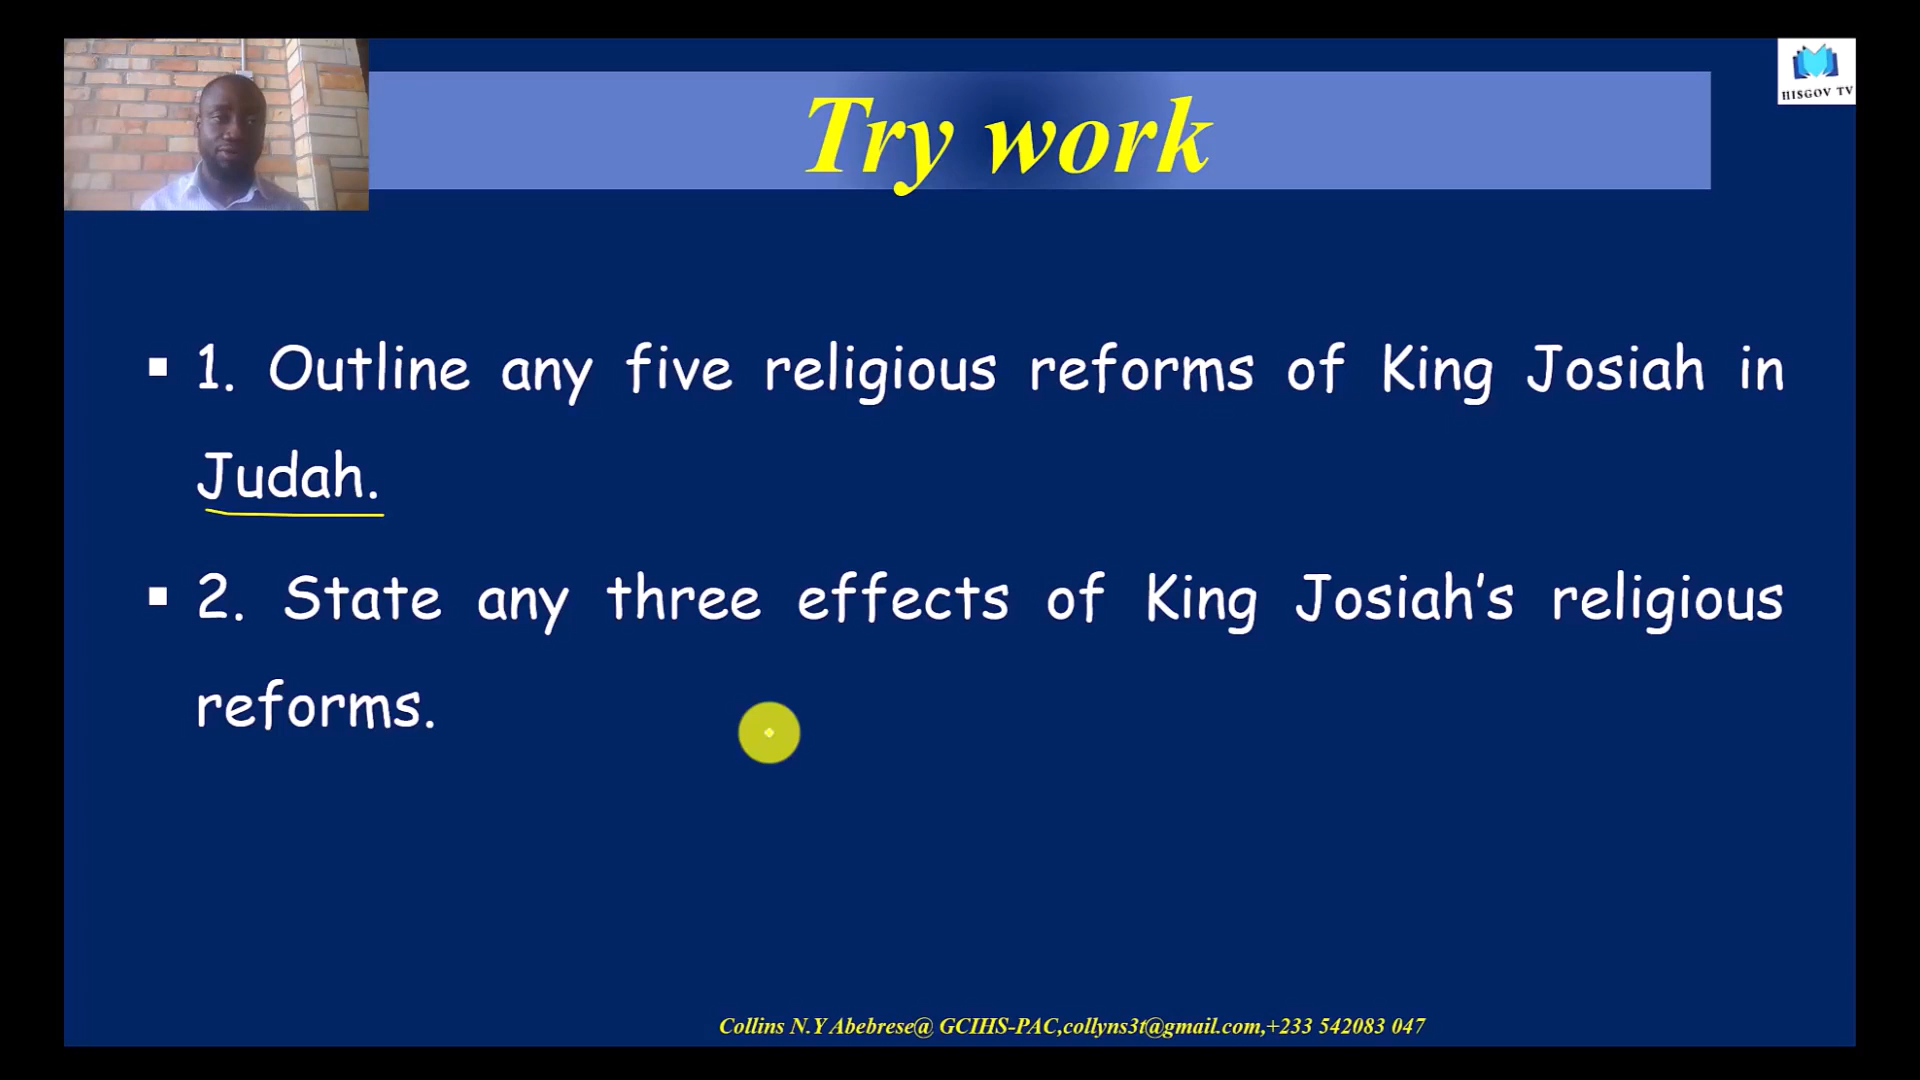 Try work
HISGOV TV
▪ 1. Outline any five religious reforms of King Josiah in
Judah.
▪ 2. State any three effects of King Josiah's religious
reforms.
Collins N.Y Abebrese@ GCIHS-PAC,collyns3t@gmail.com,+233 542083 047